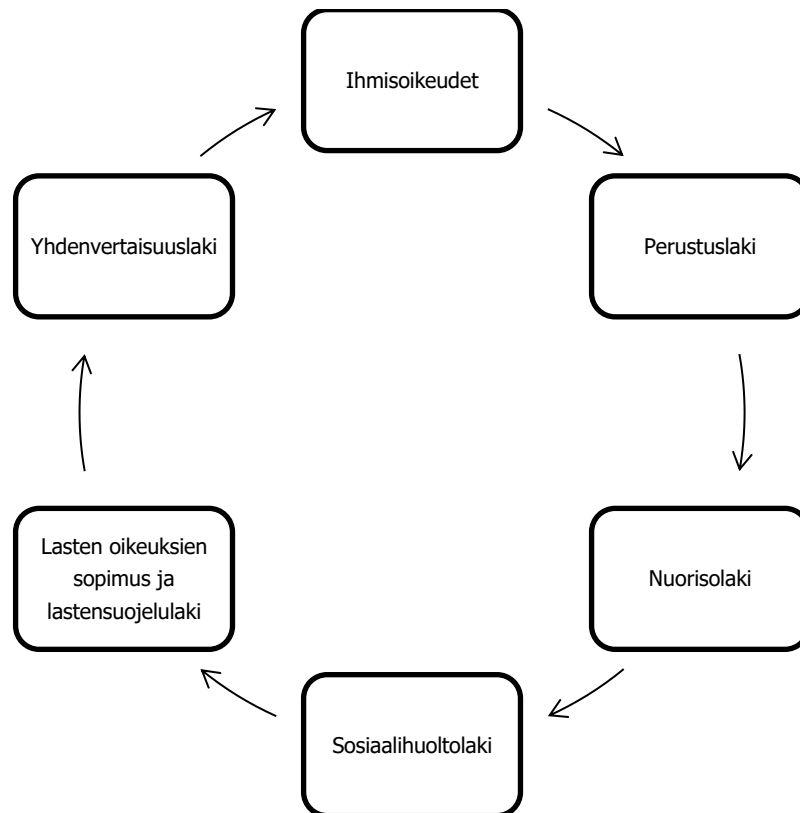 Ihmisoikeudet
Perustuslaki
Nuorisolaki
Sosiaalihuoltolaki
Lasten oikeuksien
sopimus ja
lastensuojelulaki
Yhdenvertaisuuslaki